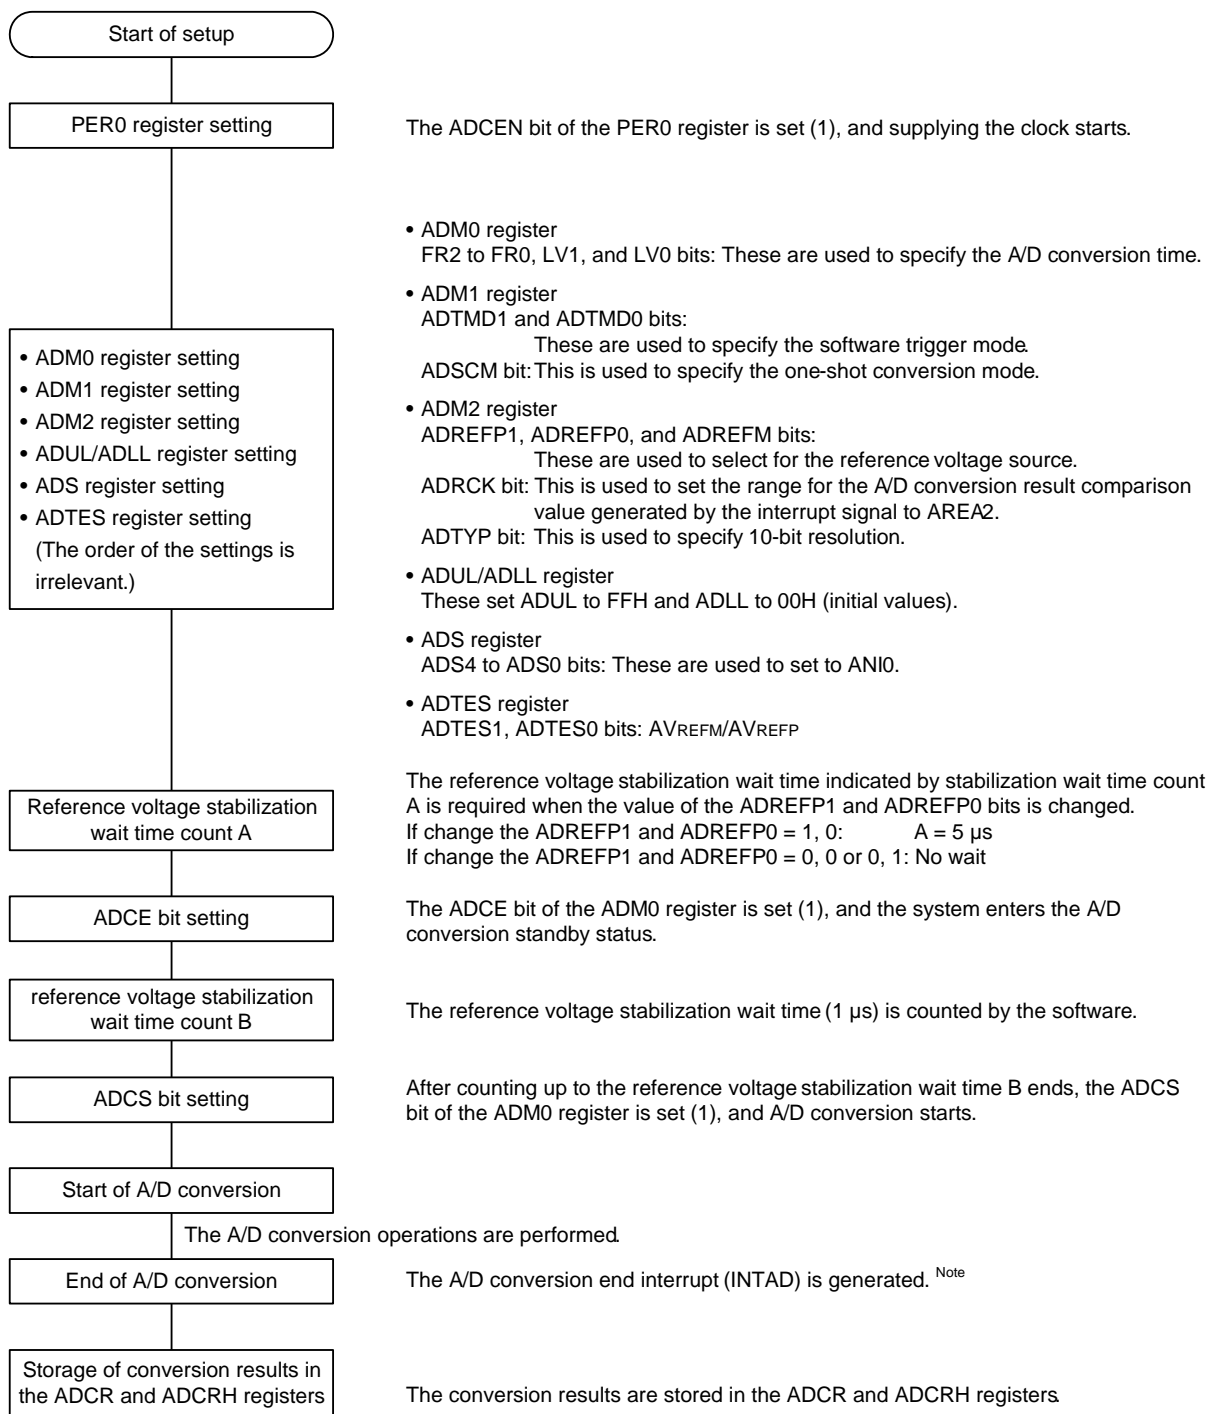 Start of setup
PER0 register setting
The ADCEN bit of the PER0 register is set (1), and supplying the clock starts.
• ADM0 register setting
• ADM1 register setting
• ADM2 register setting
• ADUL/ADLL register setting
• ADS register setting
• ADTES register setting
(The order of the settings is
irrelevant.)
• ADM0 register
FR2 to FR0, LV1, and LV0 bits: These are used to specify the A/D conversion time.
• ADM1 register
ADTMD1 and ADTMD0 bits:
These are used to specify the software trigger mode.
ADSCM bit: This is used to specify the one-shot conversion mode.
• ADM2 register
ADREFP1, ADREFP0, and ADREFM bits:
These are used to select for the reference voltage source.
ADRCK bit: This is used to set the range for the A/D conversion result comparison
value generated by the interrupt signal to AREA2.
ADTYP bit: This is used to specify 10-bit resolution.
• ADUL/ADLL register
These set ADUL to FFH and ADLL to 00H (initial values).
• ADS register
ADS4 to ADS0 bits: These are used to set to ANI0.
• ADTES register
ADTES1, ADTES0 bits: AVREFM/AVREFP
Reference voltage stabilization
wait time count A
The reference voltage stabilization wait time indicated by stabilization wait time count
A is required when the value of the ADREFP1 and ADREFP0 bits is changed.
If change the ADREFP1 and ADREFP0 = 1, 0: A = 5 µs
If change the ADREFP1 and ADREFP0 = 0, 0 or 0, 1: No wait
ADCE bit setting
The ADCE bit of the ADM0 register is set (1), and the system enters the A/D
conversion standby status.
reference voltage stabilization
wait time count B
The reference voltage stabilization wait time (1 µs) is counted by the software.
ADCS bit setting
After counting up to the reference voltage stabilization wait time B ends, the ADCS
bit of the ADM0 register is set (1), and A/D conversion starts.
Start of A/D conversion
The A/D conversion operations are performed.
End of A/D conversion
The A/D conversion end interrupt (INTAD) is generated. Note
Storage of conversion results in
the ADCR and ADCRH registers
The conversion results are stored in the ADCR and ADCRH registers.